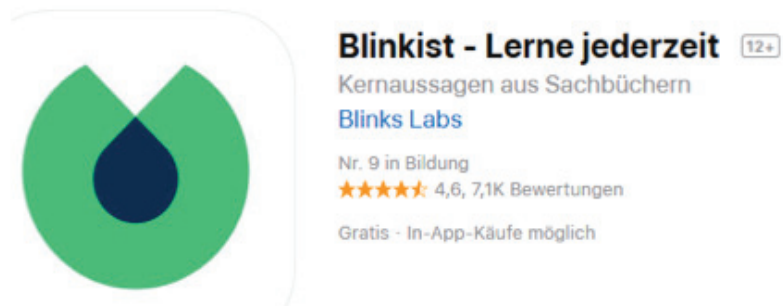 Blinkist - Lerne jederzeit 12+
Kernaussagen aus Sachbüchern
Blinks Labs
Nr. 9 in Bildung
★★★★★ 4,6, 7,1K Bewertungen
Gratis · In-App-Käufe möglich